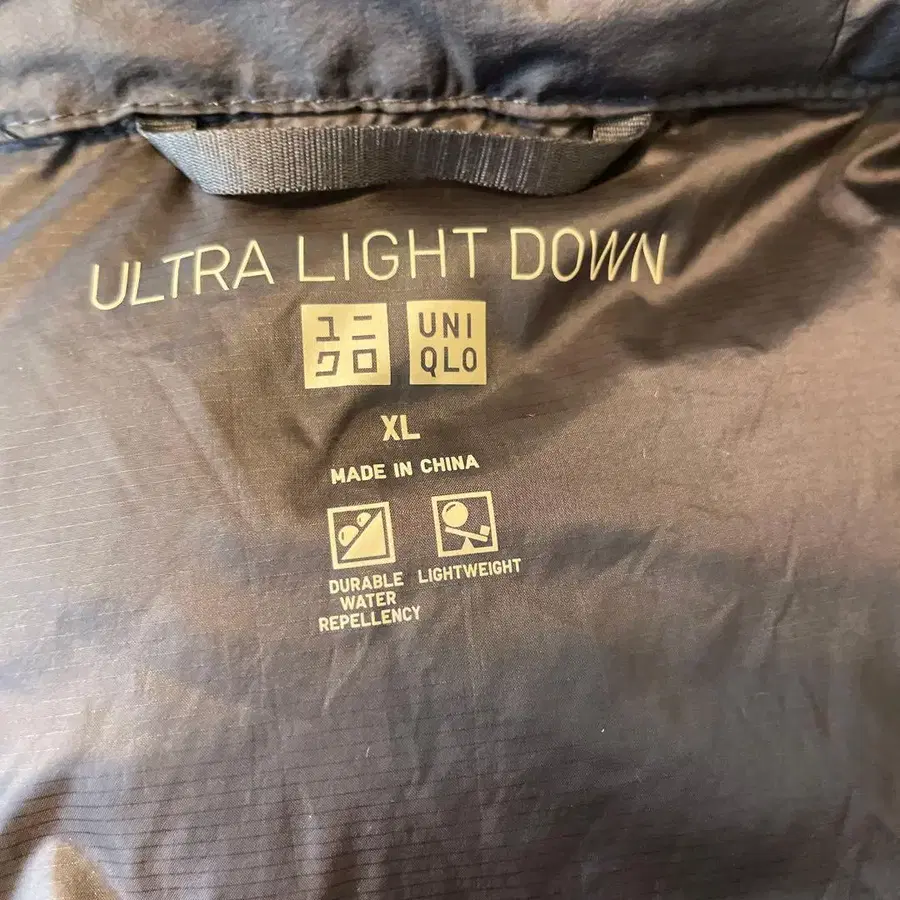 ULTRA LIGHT DOWN
ユニ
クロ
UNI
QLO
XL
MADE IN CHINA
DURABLE
WATER
REPELLENCY
LIGHTWEIGHT